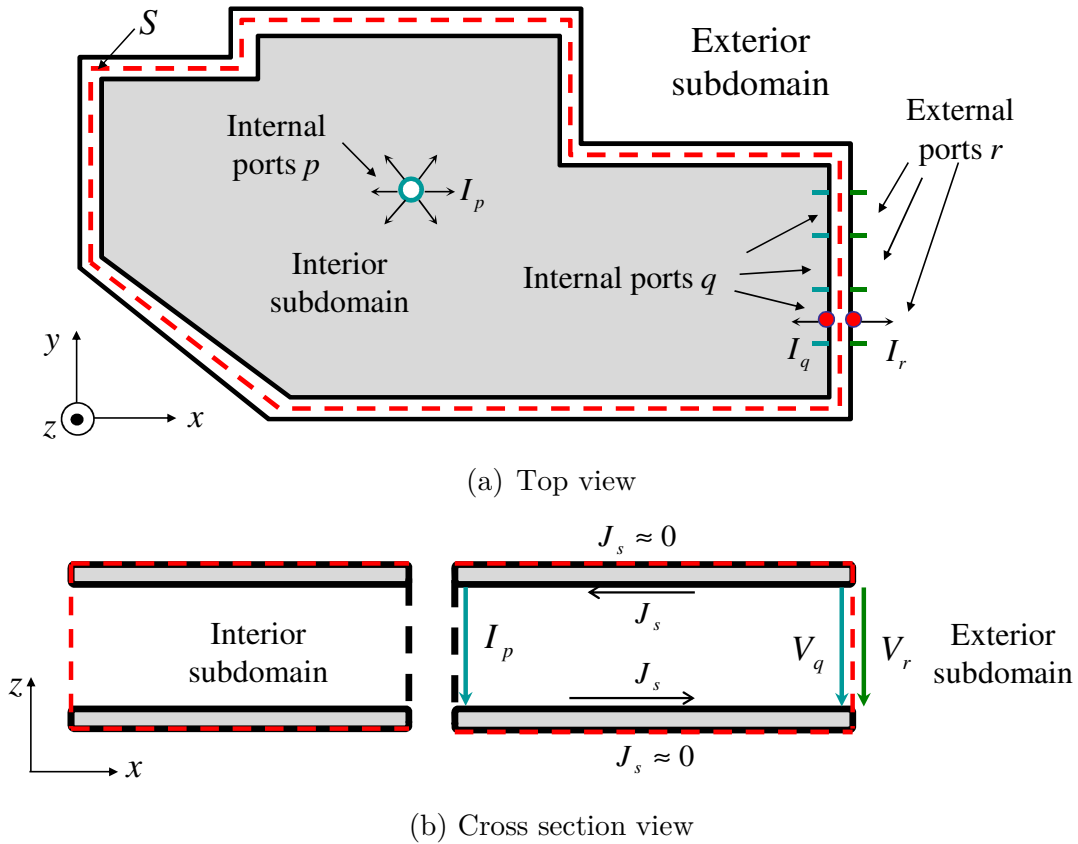 S
Exterior
subdomain
Internal
ports p
I_p
External
ports r
Interior
subdomain
Internal ports q
I_q
I_r
y
z
x
(a) Top view
J_s ≈ 0
J_s
Interior
subdomain
I_p
J_s
V_q
V_r
Exterior
subdomain
z
x
J_s ≈ 0
(b) Cross section view